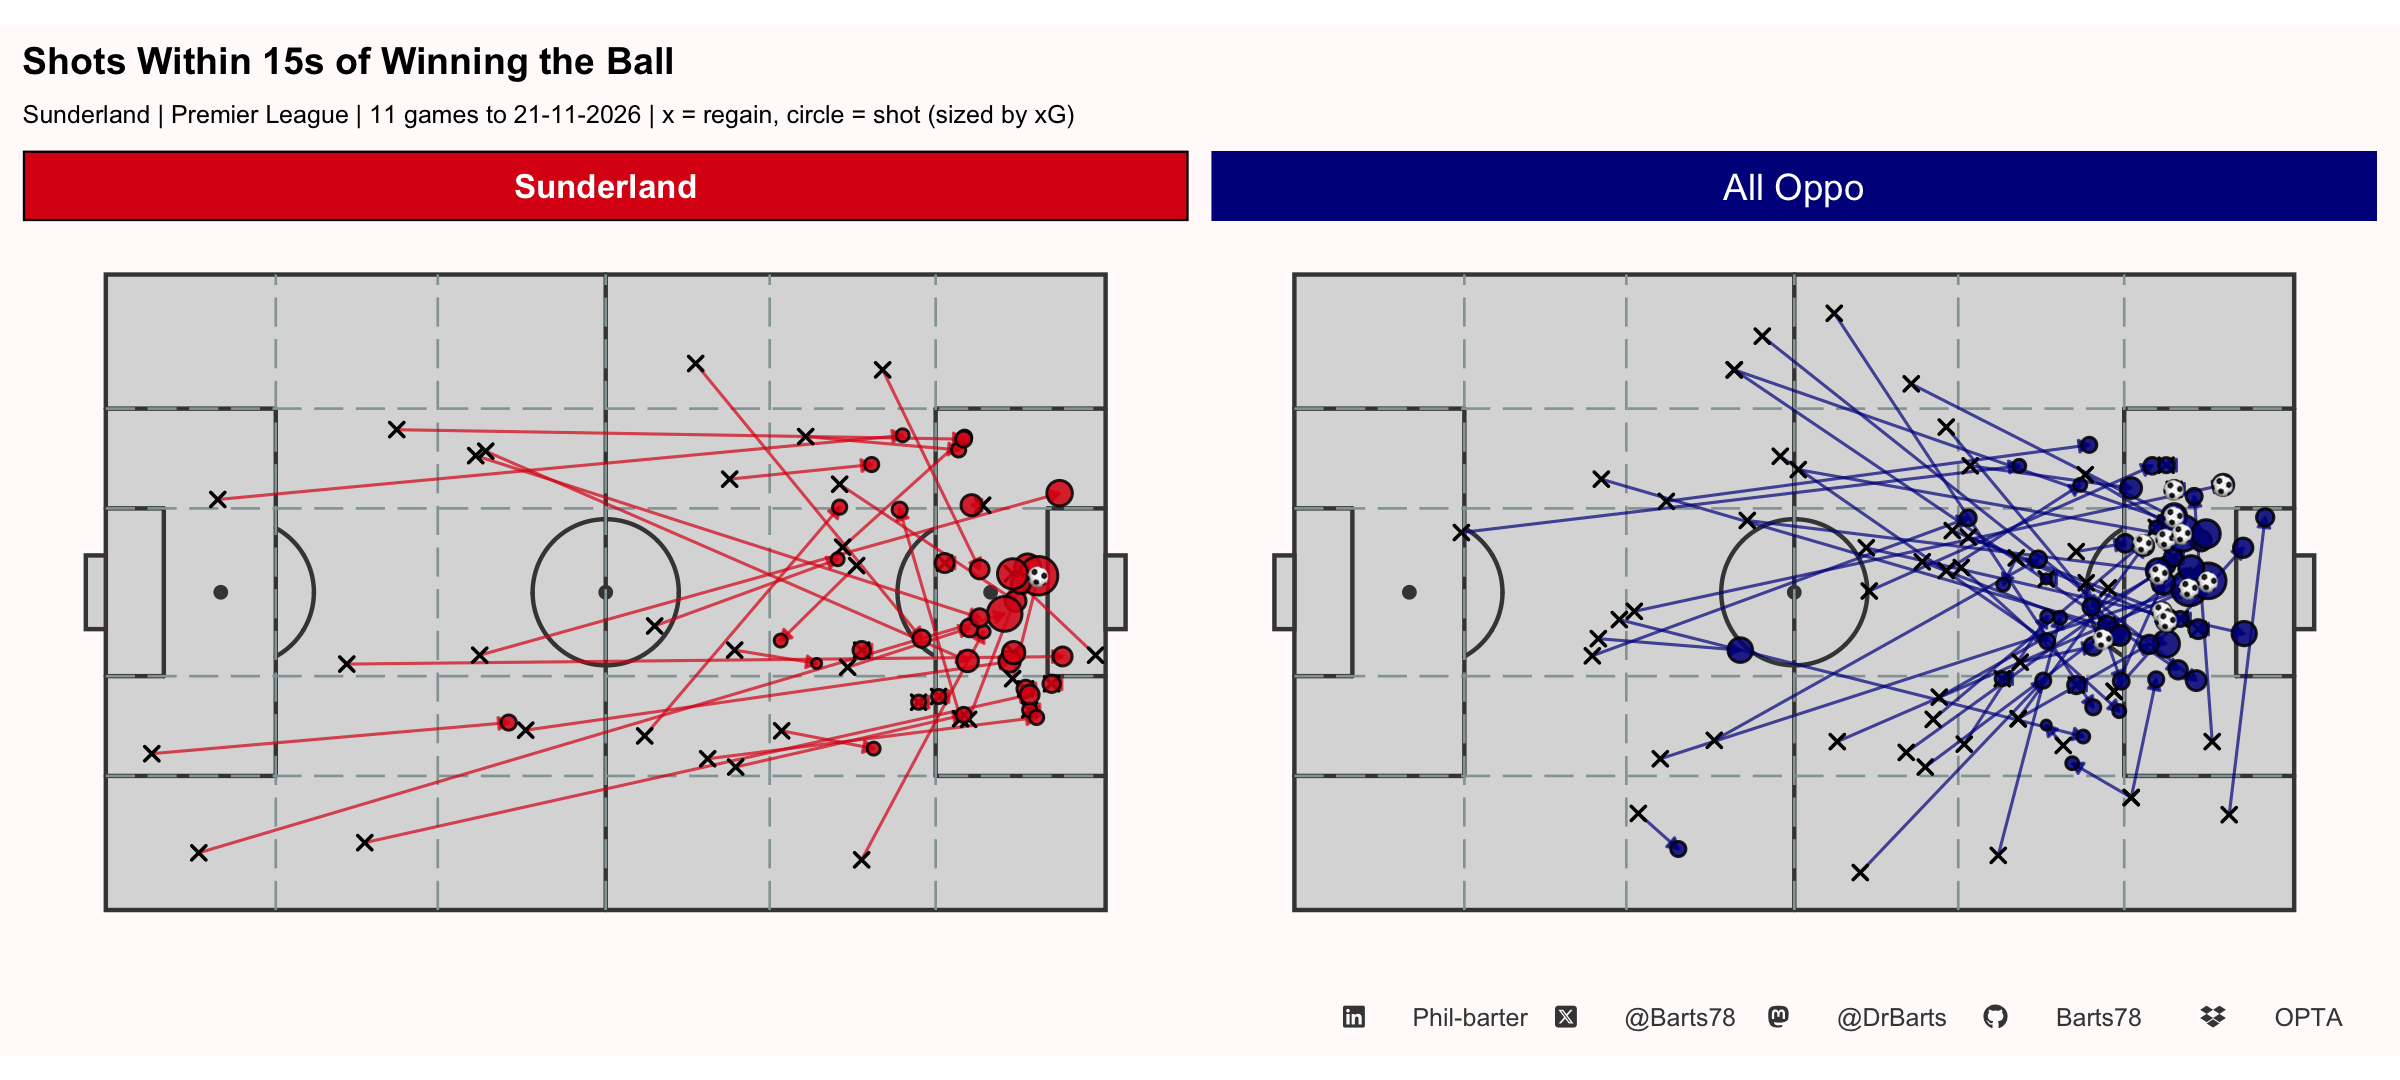 Shots Within 15s of Winning the Ball
Sunderland | Premier League | 11 games to 21-11-2026 | x = regain, circle = shot (sized by xG)
Sunderland
All Oppo
Phil-barter @Barts78 @DrBarts Barts78 OPTA